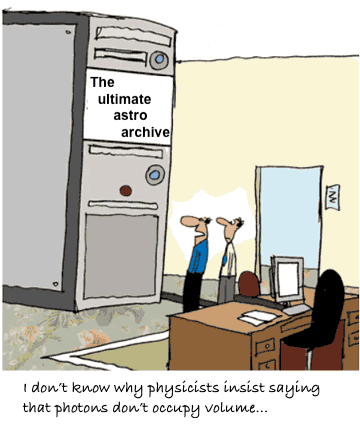 The
ultimate
astro
archive
I don't know why physicists insist saying
that photons don't occupy volume...